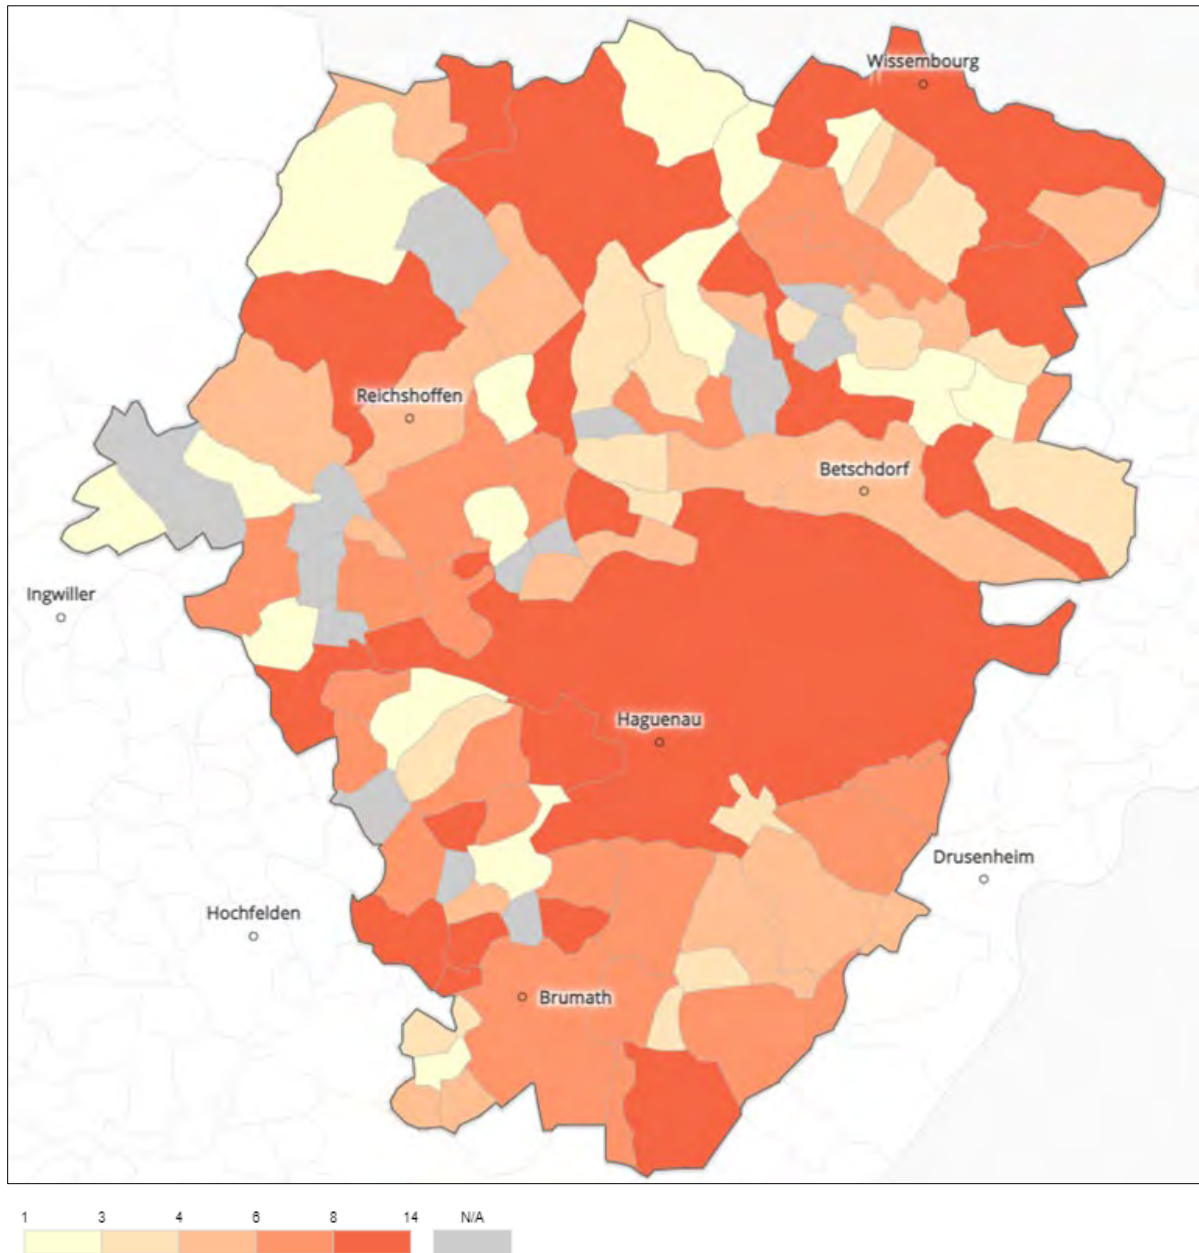 Wissembourg
Reichshoffen
Betschdorf
Ingwiller
Haguenau
Drusenheim
Hochfelden
Brumath
1 3 4 6 8 14 N/A